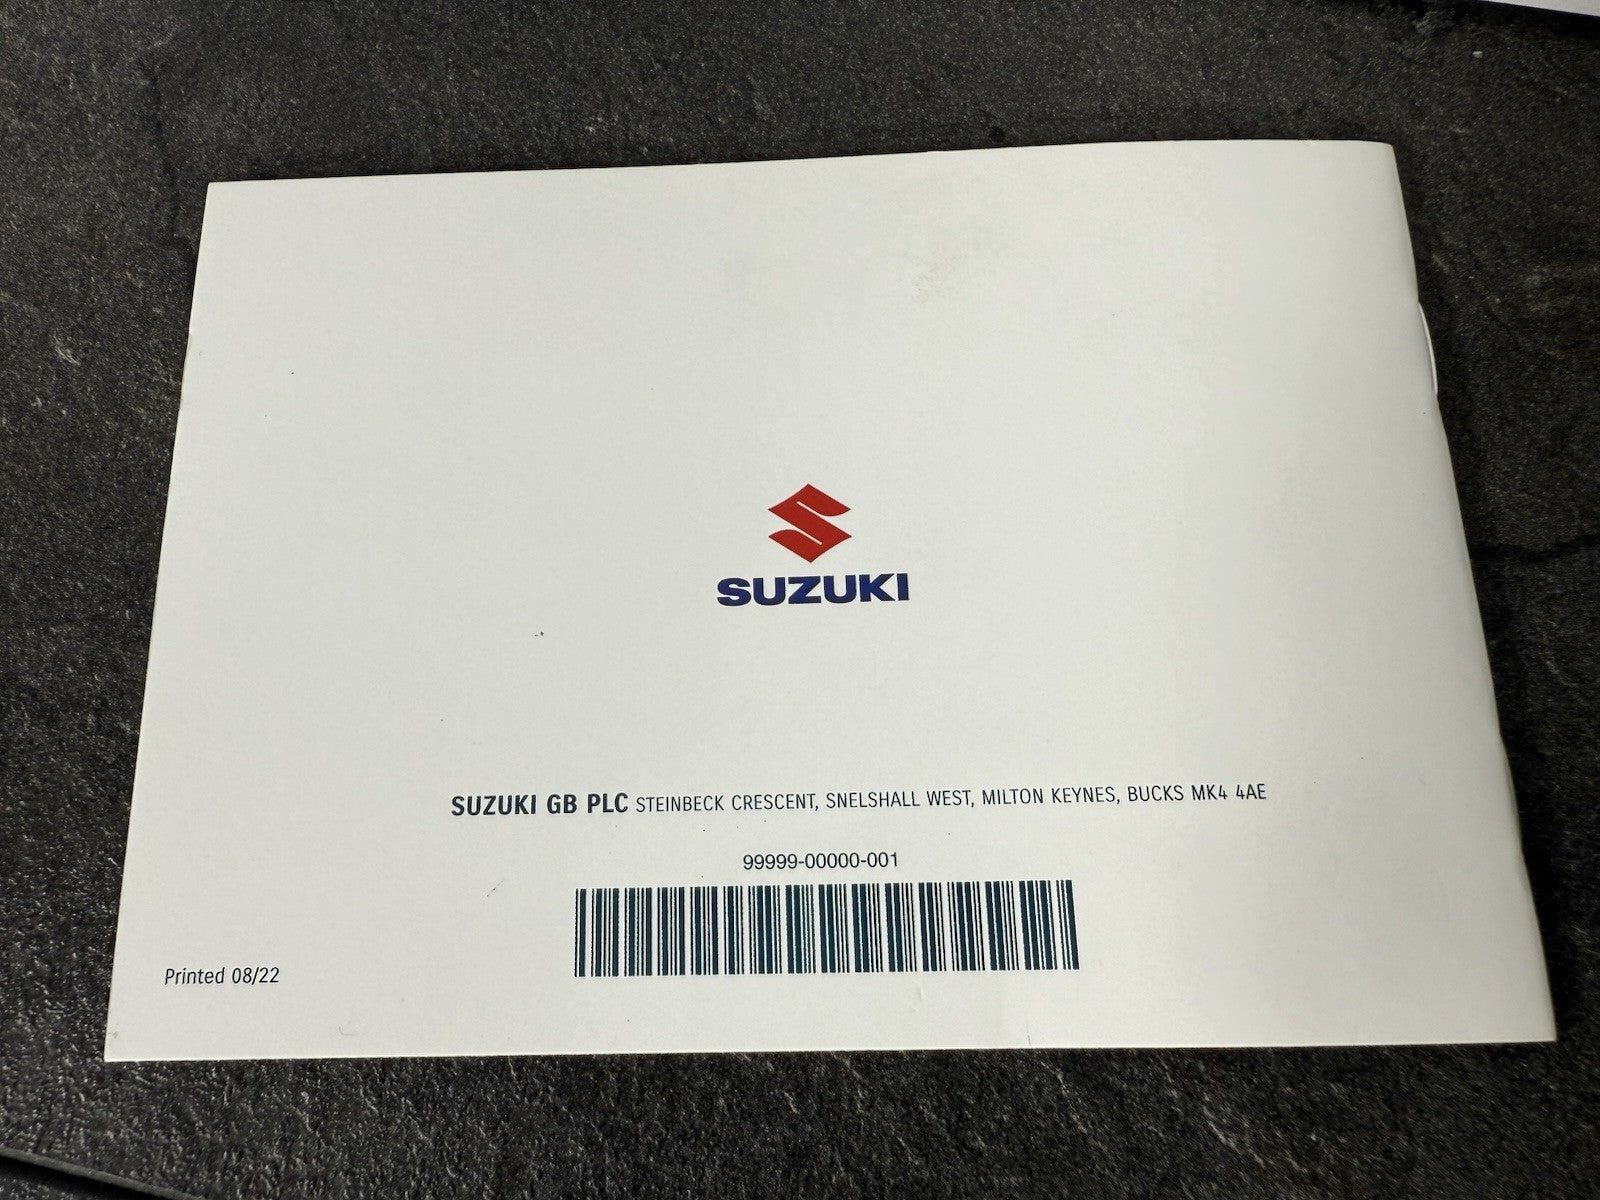 SUZUKI
SUZUKI GB PLC STEINBECK CRESCENT, SNELSHALL WEST, MILTON KEYNES, BUCKS MK4 4AE
99999-00000-001
Printed 08/22